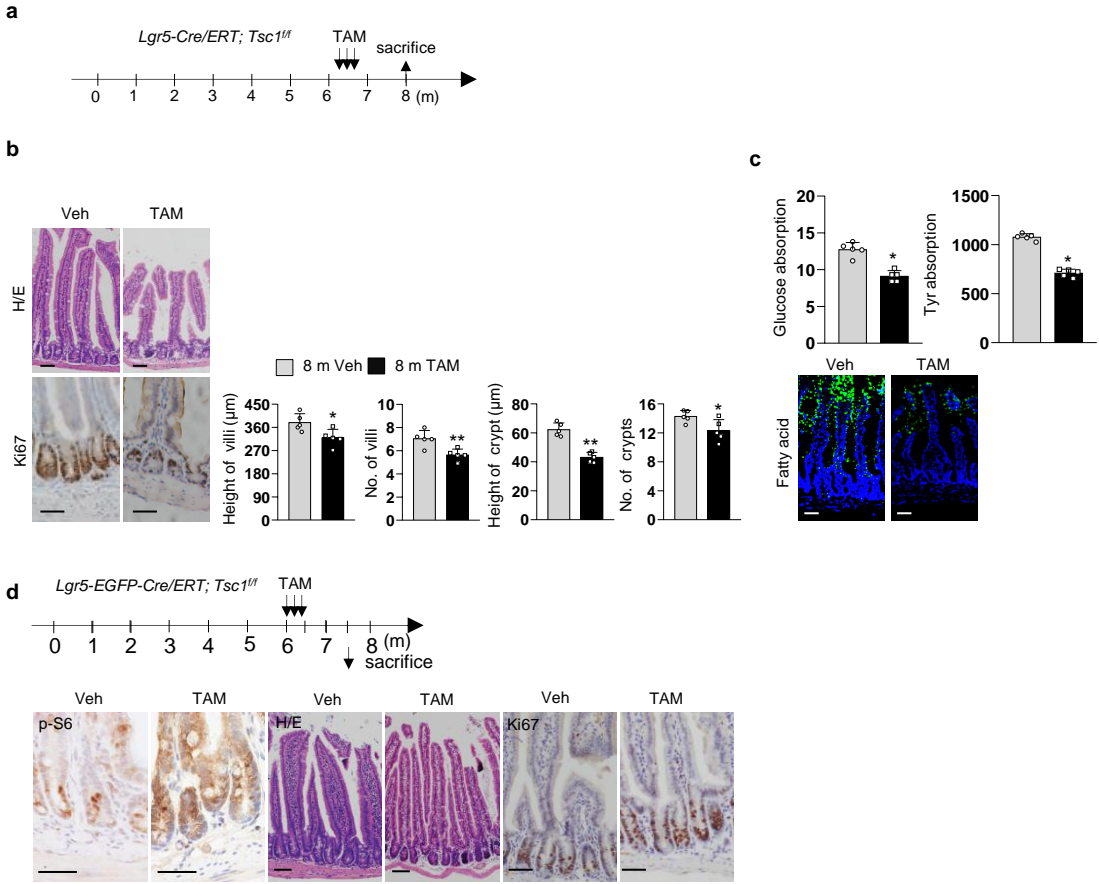 a
Lgr5-Cre/ERT; Tsc1f/f
TAM
sacrifice
0 1 2 3 4 5 6 7 8 (m)
b
Veh TAM
H/E
Ki67
8 m Veh 8 m TAM
Height of villi (μm)
450
360
270
180
90
0
*
No. of villi
10
8
6
4
2
0
**
Height of crypt (μm)
80
60
40
20
0
**
No. of crypts
16
12
8
4
0
*
c
Glucose absorption
20
15
10
5
0
*
Tyr absorption
1500
1000
500
0
*
Veh TAM
Fatty acid
d
Lgr5-EGFP-Cre/ERT; Tsc1f/f
TAM
0 1 2 3 4 5 6 7 8 (m)
sacrifice
Veh TAM Veh TAM Veh TAM
p-S6 H/E Ki67